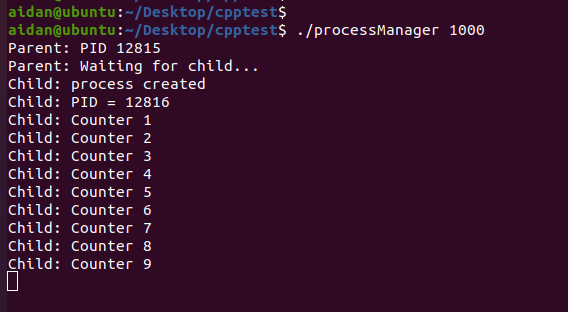 aidan@ubuntu:~/Desktop/cpptest$
aidan@ubuntu:~/Desktop/cpptest$ ./processManager 1000
Parent: PID 12815
Parent: Waiting for child...
Child: process created
Child: PID = 12816
Child: Counter 1
Child: Counter 2
Child: Counter 3
Child: Counter 4
Child: Counter 5
Child: Counter 6
Child: Counter 7
Child: Counter 8
Child: Counter 9